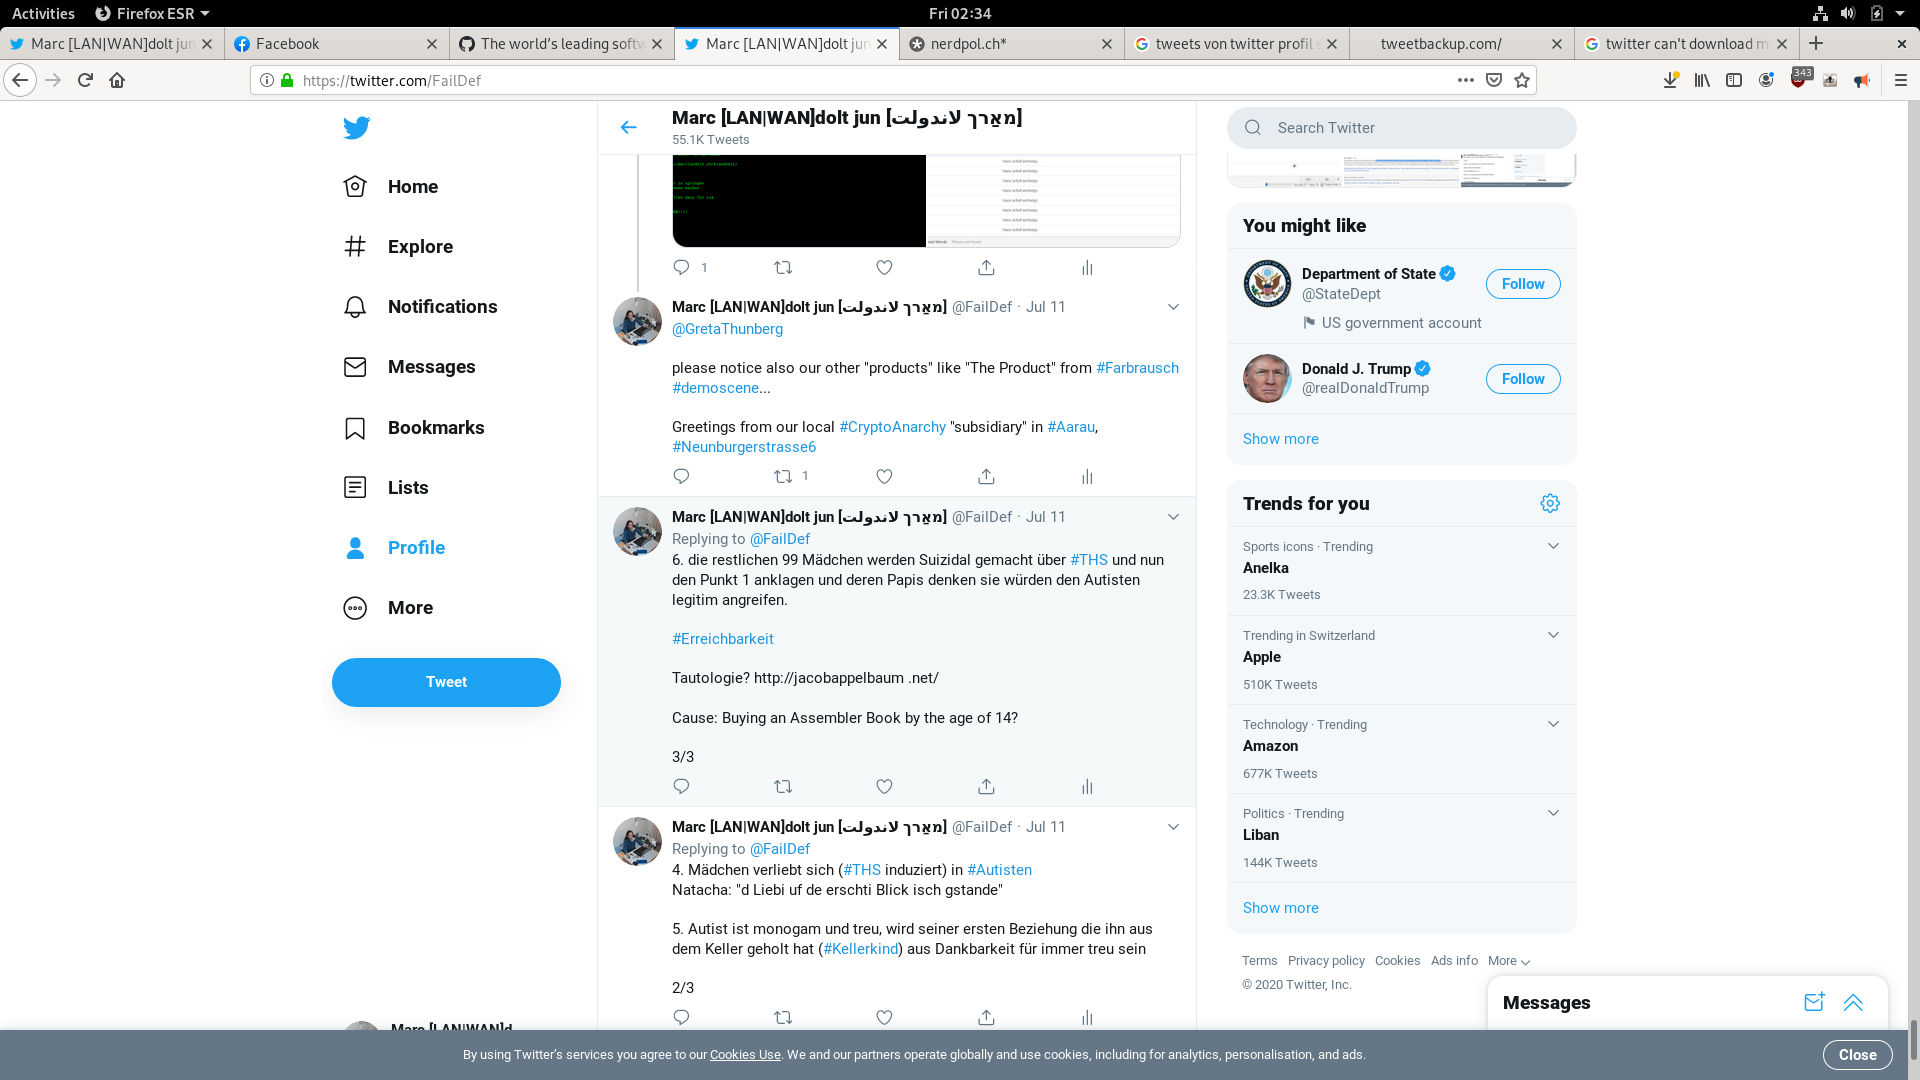 Activities
Firefox ESR
Fri 02:34
Marc [LAN|WAN]dolt jun
Facebook
The world's leading softw
Marc [LAN|WAN]dolt jun
nerdpol.ch*
tweets von twitter profil s
tweetbackup.com/
twitter can't download m
https://twitter.com/FailDef
343
Home
Explore
Notifications
Messages
Bookmarks
Lists
Profile
More
Tweet
Marc [LAN|WAN]d
Marc [LAN|WAN]dolt jun [מאַרך לאנדולת]
55.1K Tweets
1
Marc [LAN|WAN]dolt jun [מאַרך לאנדולת] @FailDef · Jul 11
@GretaThunberg
please notice also our other "products" like "The Product" from #Farbrausch
#demoscene...
Greetings from our local #CryptoAnarchy "subsidiary" in #Aarau,
#Neunburgerstrasse6
1
Marc [LAN|WAN]dolt jun [מאַרך לאנדולת] @FailDef · Jul 11
Replying to @FailDef
6. die restlichen 99 Mädchen werden Suizidal gemacht über #THS und nun
den Punkt 1 anklagen und deren Papis denken sie würden den Autisten
legitim angreifen.
#Erreichbarkeit
Tautologie? http://jacobappelbaum .net/
Cause: Buying an Assembler Book by the age of 14?
3/3
Marc [LAN|WAN]dolt jun [מאַרך לאנדולת] @FailDef · Jul 11
Replying to @FailDef
4. Mädchen verliebt sich (#THS induziert) in #Autisten
Natacha: "d Liebi uf de erschti Blick isch gstande"
5. Autist ist monogam und treu, wird seiner ersten Beziehung die ihn aus
dem Keller geholt hat (#Kellerkind) aus Dankbarkeit für immer treu sein
2/3
Search Twitter
You might like
Department of State
@StateDept
Follow
US government account
Donald J. Trump
@realDonaldTrump
Follow
Show more
Trends for you
Sports icons · Trending
Anelka
23.3K Tweets
Trending in Switzerland
Apple
510K Tweets
Technology · Trending
Amazon
677K Tweets
Politics · Trending
Liban
144K Tweets
Show more
Terms Privacy policy Cookies Ads info More
© 2020 Twitter, Inc.
Messages
By using Twitter's services you agree to our Cookies Use. We and our partners operate globally and use cookies, including for analytics, personalisation, and ads.
Close